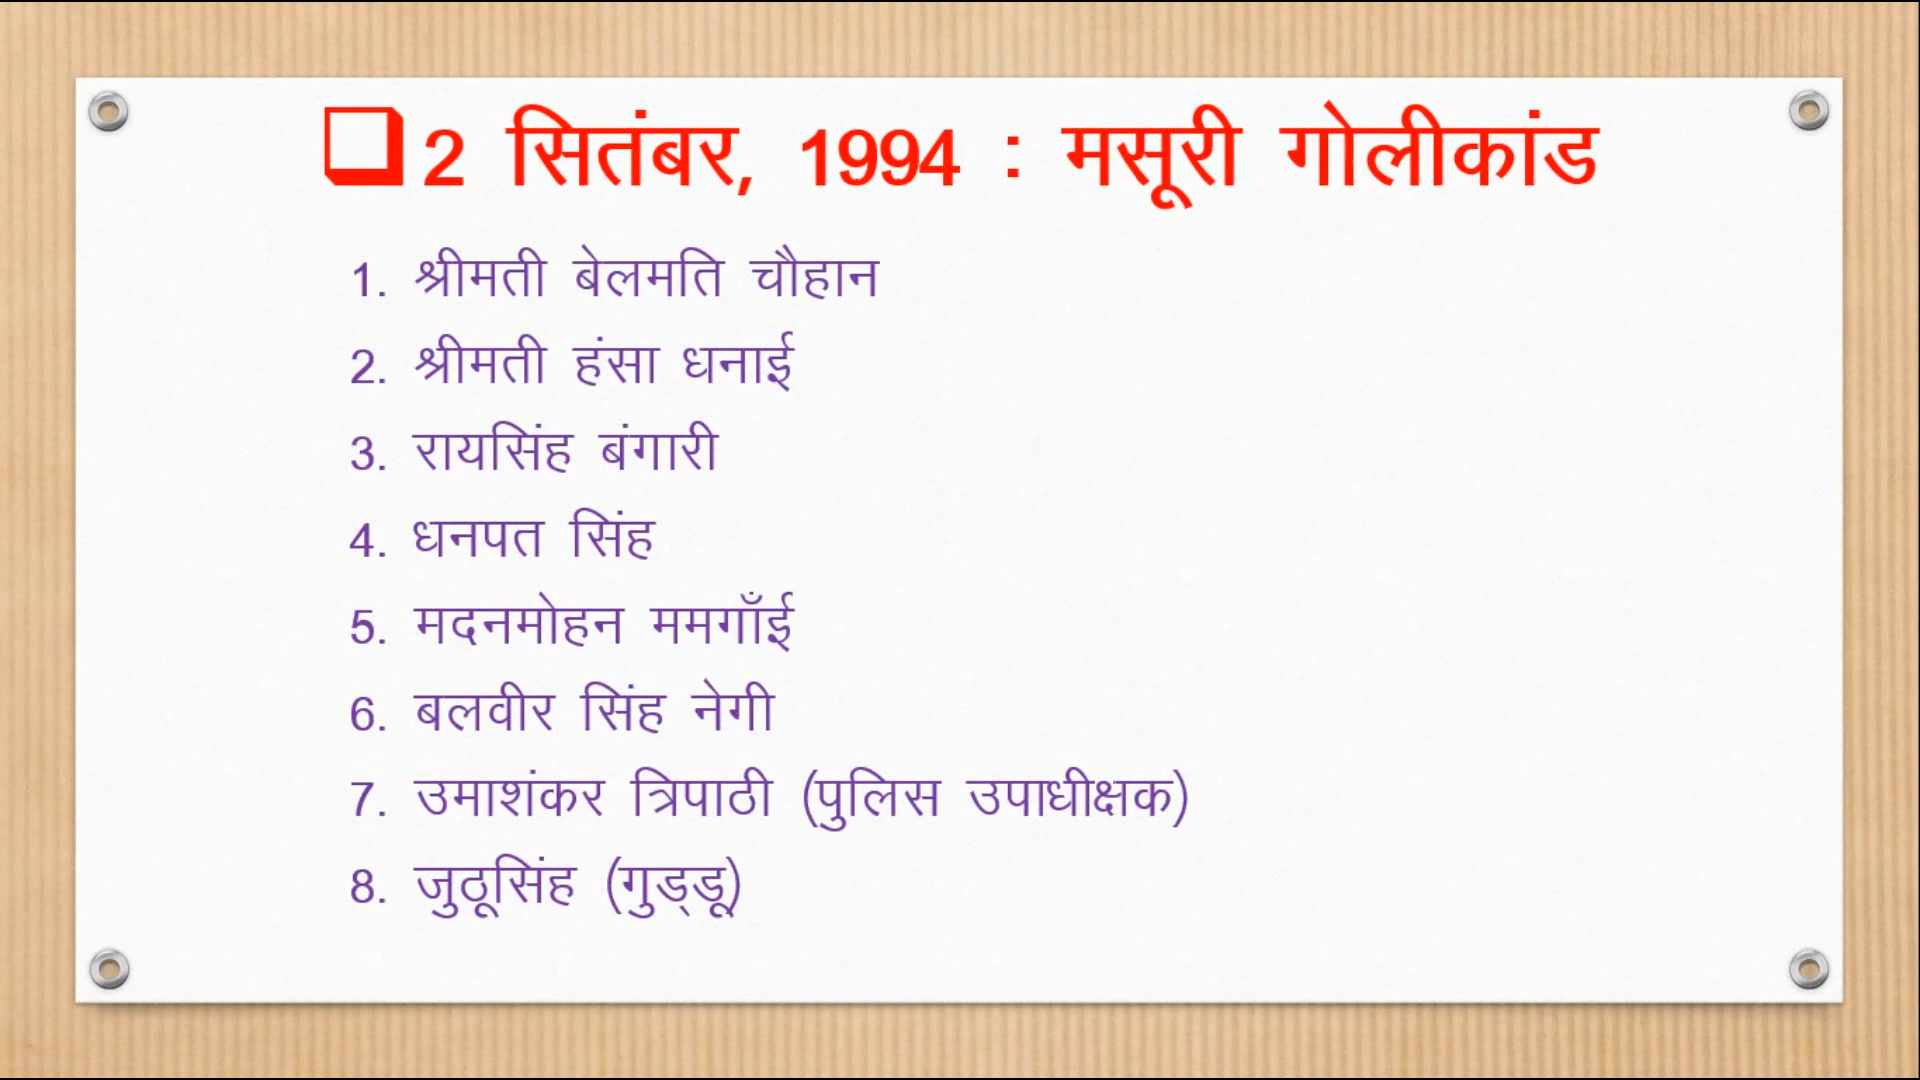 ❑2 सितंबर, 1994 : मसूरी गोलीकांड
1. श्रीमती बेलमति चौहान
2. श्रीमती हंसा धनाई
3. रायसिंह बंगारी
4. धनपत सिंह
5. मदनमोहन ममगाँई
6. बलवीर सिंह नेगी
7. उमाशंकर त्रिपाठी (पुलिस उपाधीक्षक)
8. जुठूसिंह (गुड्डू)